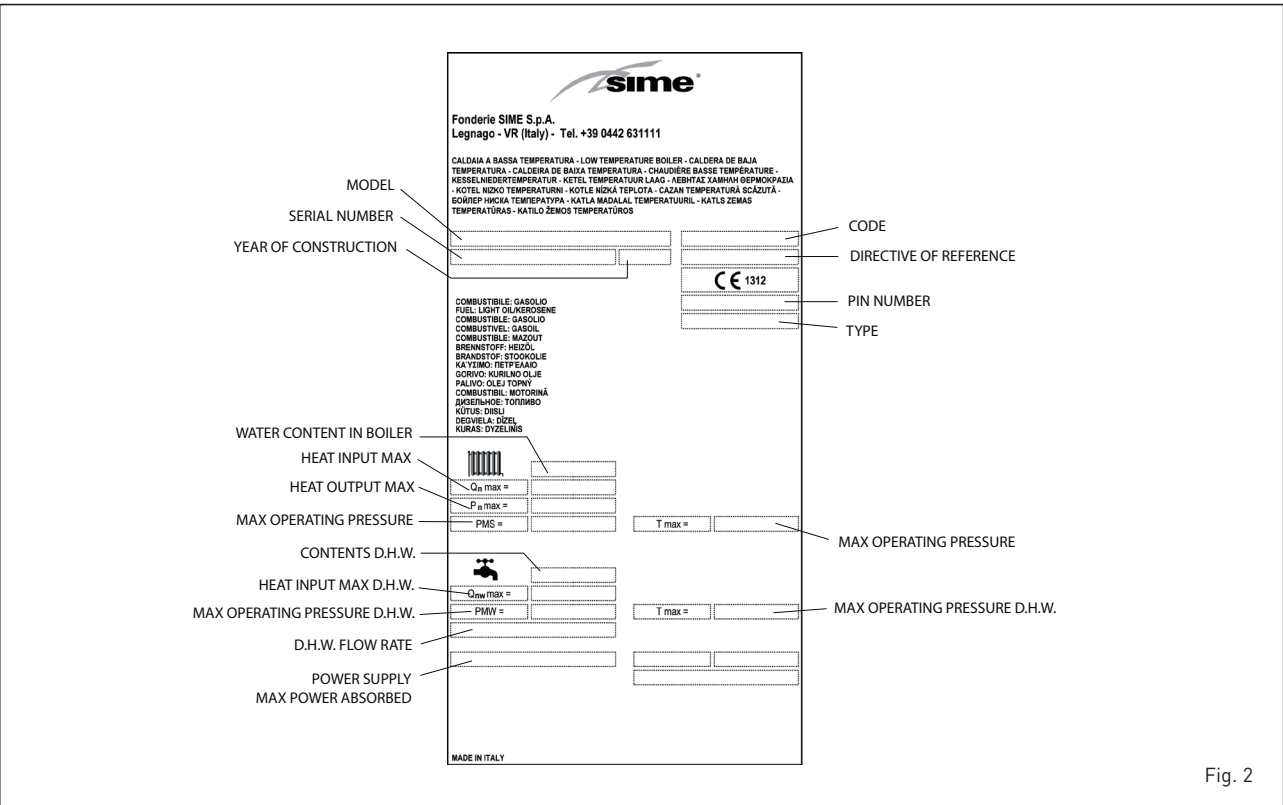 sime®
Fonderie SIME S.p.A.
Legnago - VR (Italy) - Tel. +39 0442 631111
CALDAIA A BASSA TEMPERATURA - LOW TEMPERATURE BOILER - CALDERA DE BAJA
TEMPERATURA - CALDEIRA DE BAIXA TEMPERATURA - CHAUDIÈRE BASSE TEMPÉRATURE -
KESSELNIEDERTEMPERATUR - KETEL TEMPERATUUR LAAG - ΛΕΒΗΤΑΣ ΧΑΜΗΛΗ ΘΕΡΜΟΚΡΑΣΙΑ
- KOTEL NIZKO TEMPERATURNI - KOTLE NÍZKÁ TEPLOTA - CAZAN TEMPERATURĂ SCĂZUTĂ -
БОЙЛЕР НИСКА ТЕМПЕРАТУРА - KATLA MADALAL TEMPERATUURIL - KATLS ZEMAS
TEMPERATŪRAS - KATILO ŽEMOS TEMPERATŪROS
MODEL
SERIAL NUMBER
YEAR OF CONSTRUCTION
CODE
DIRECTIVE OF REFERENCE
CE 1312
PIN NUMBER
TYPE
COMBUSTIBILE: GASOLIO
FUEL: LIGHT OIL/KEROSENE
COMBUSTIBLE: GASOLIO
COMBUSTIVEL: GASOIL
COMBUSTIBLE: MAZOUT
BRENNSTOFF: HEIZÖL
BRANDSTOF: STOOKOLIE
ΚΑΎΣΙΜΟ: ΠΕΤΡΈΛΑΙΟ
GORIVO: KURILNO OLJE
PALIVO: OLEJ TOPNÝ
COMBUSTIBIL: MOTORINĂ
ДИЗЕЛЬНОЕ: ТОПЛИВО
KÜTUS: DIISLI
DEGVIELA: DĪZEĻ
KURAS: DYZELINIS
WATER CONTENT IN BOILER
HEAT INPUT MAX
Qn max =
HEAT OUTPUT MAX
Pn max =
MAX OPERATING PRESSURE
PMS =
T max =
MAX OPERATING PRESSURE
CONTENTS D.H.W.
HEAT INPUT MAX D.H.W.
Qnw max =
MAX OPERATING PRESSURE D.H.W.
PMW =
T max =
MAX OPERATING PRESSURE D.H.W.
D.H.W. FLOW RATE
POWER SUPPLY
MAX POWER ABSORBED
MADE IN ITALY
Fig. 2